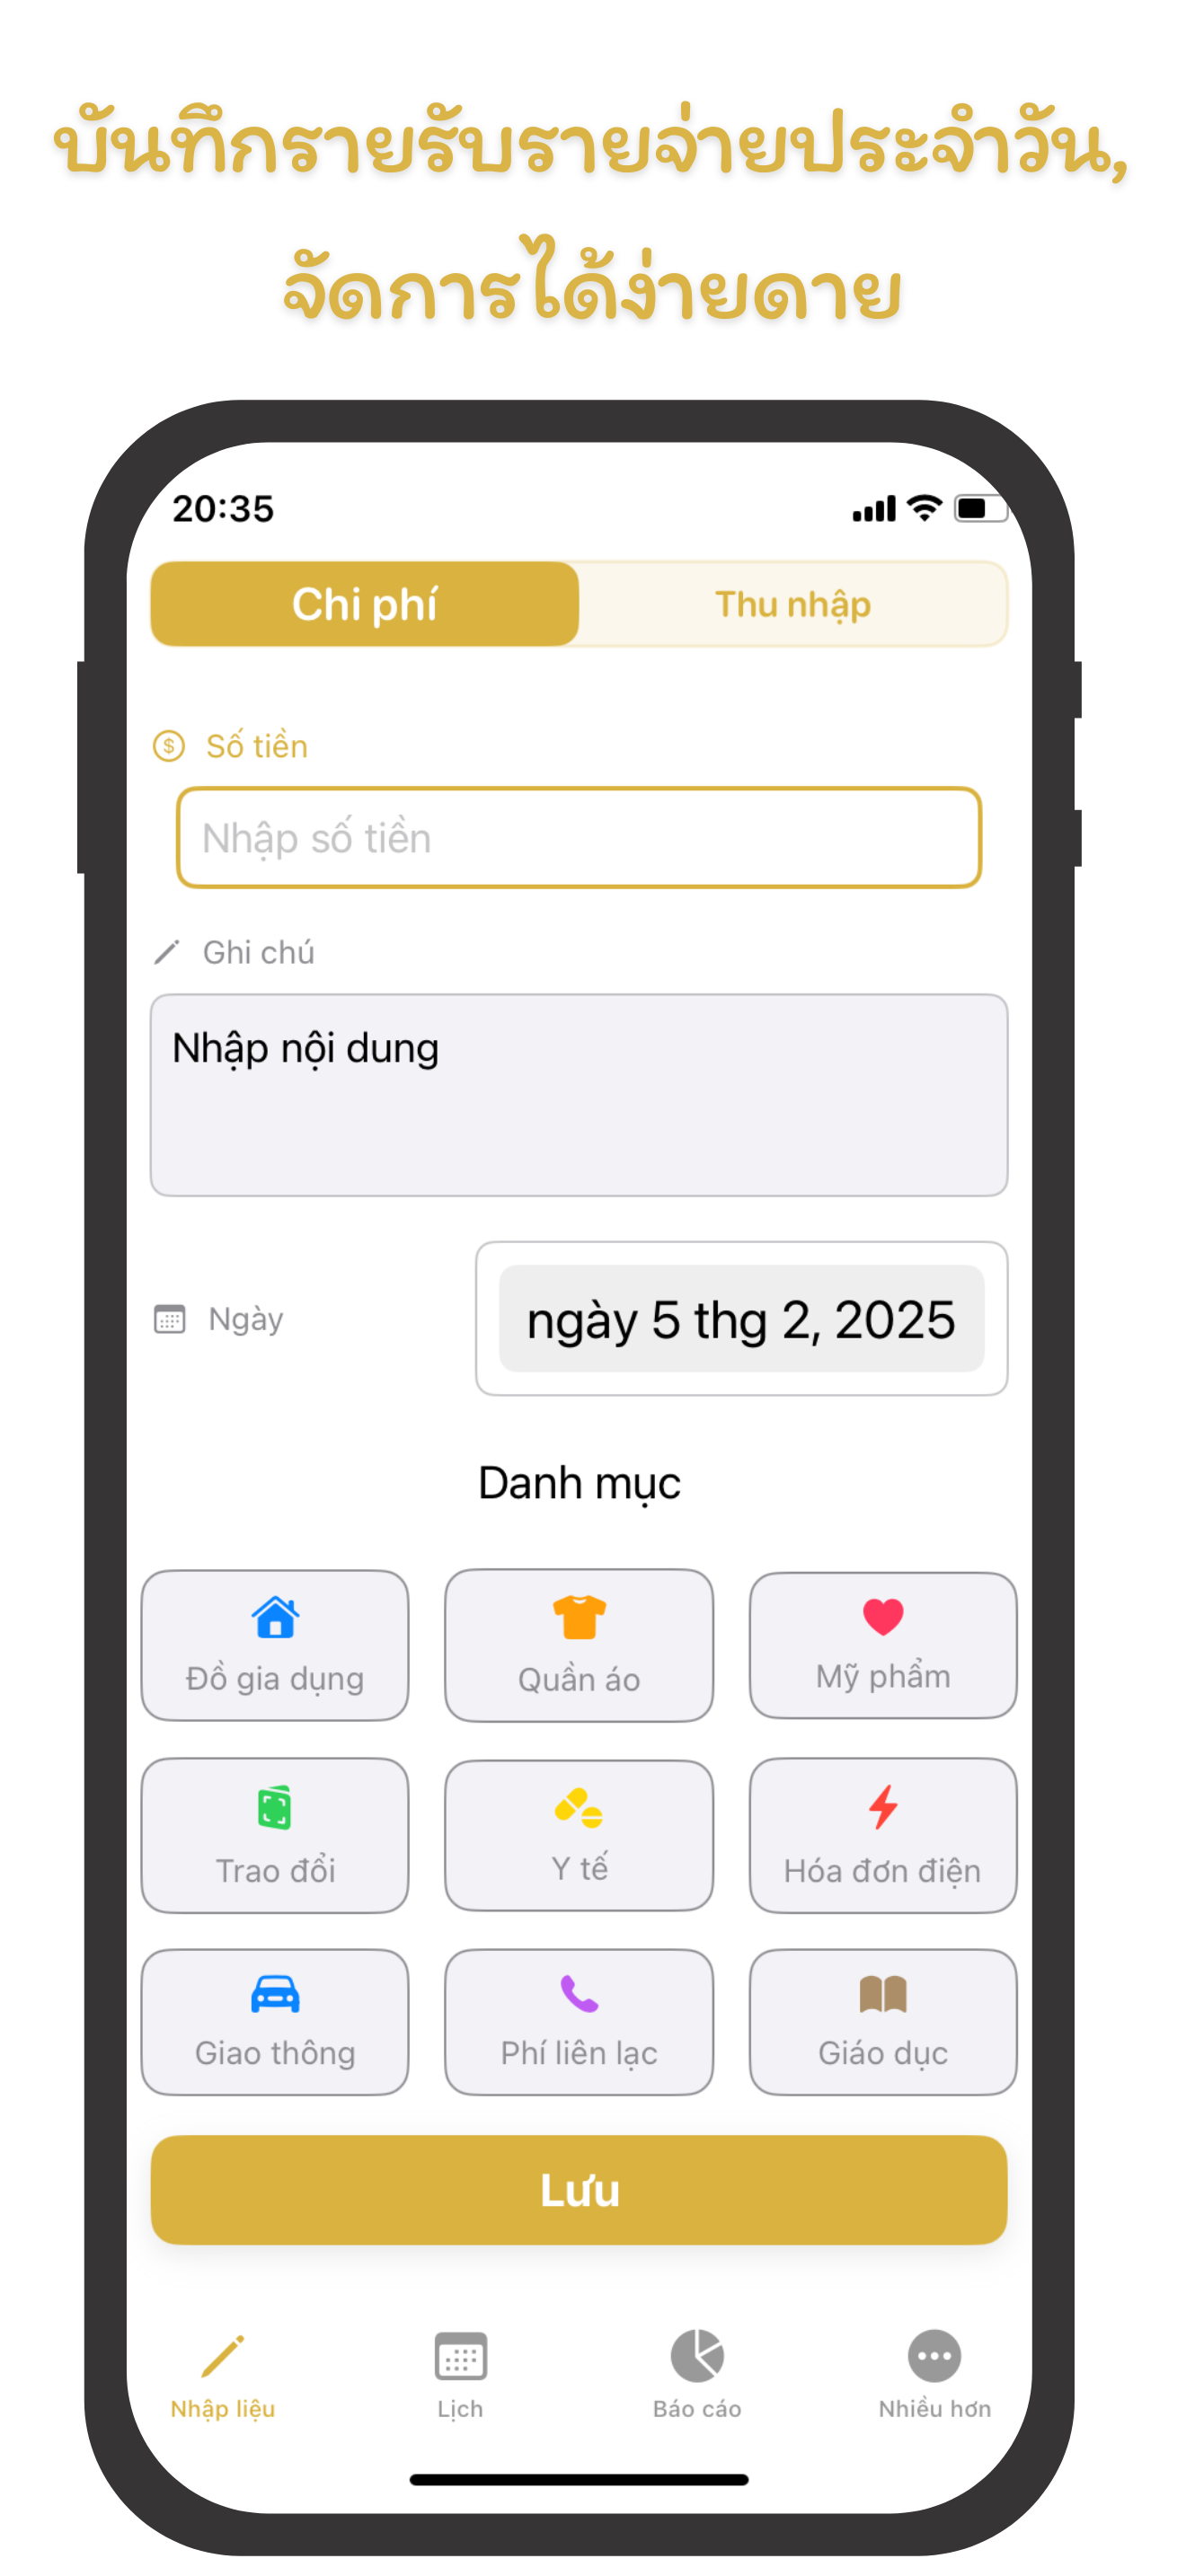 บันทึกรายรับรายจ่ายประจำวัน,
จัดการได้ง่ายดาย
20:35
Chi phí
Thu nhập
$ Số tiền
Nhập số tiền
Ghi chú
Nhập nội dung
Ngày
ngày 5 thg 2, 2025
Danh mục
Đồ gia dụng
Quần áo
Mỹ phẩm
Trao đổi
Y tế
Hóa đơn điện
Giao thông
Phí liên lạc
Giáo dục
Lưu
Nhập liệu
Lịch
Báo cáo
Nhiều hơn